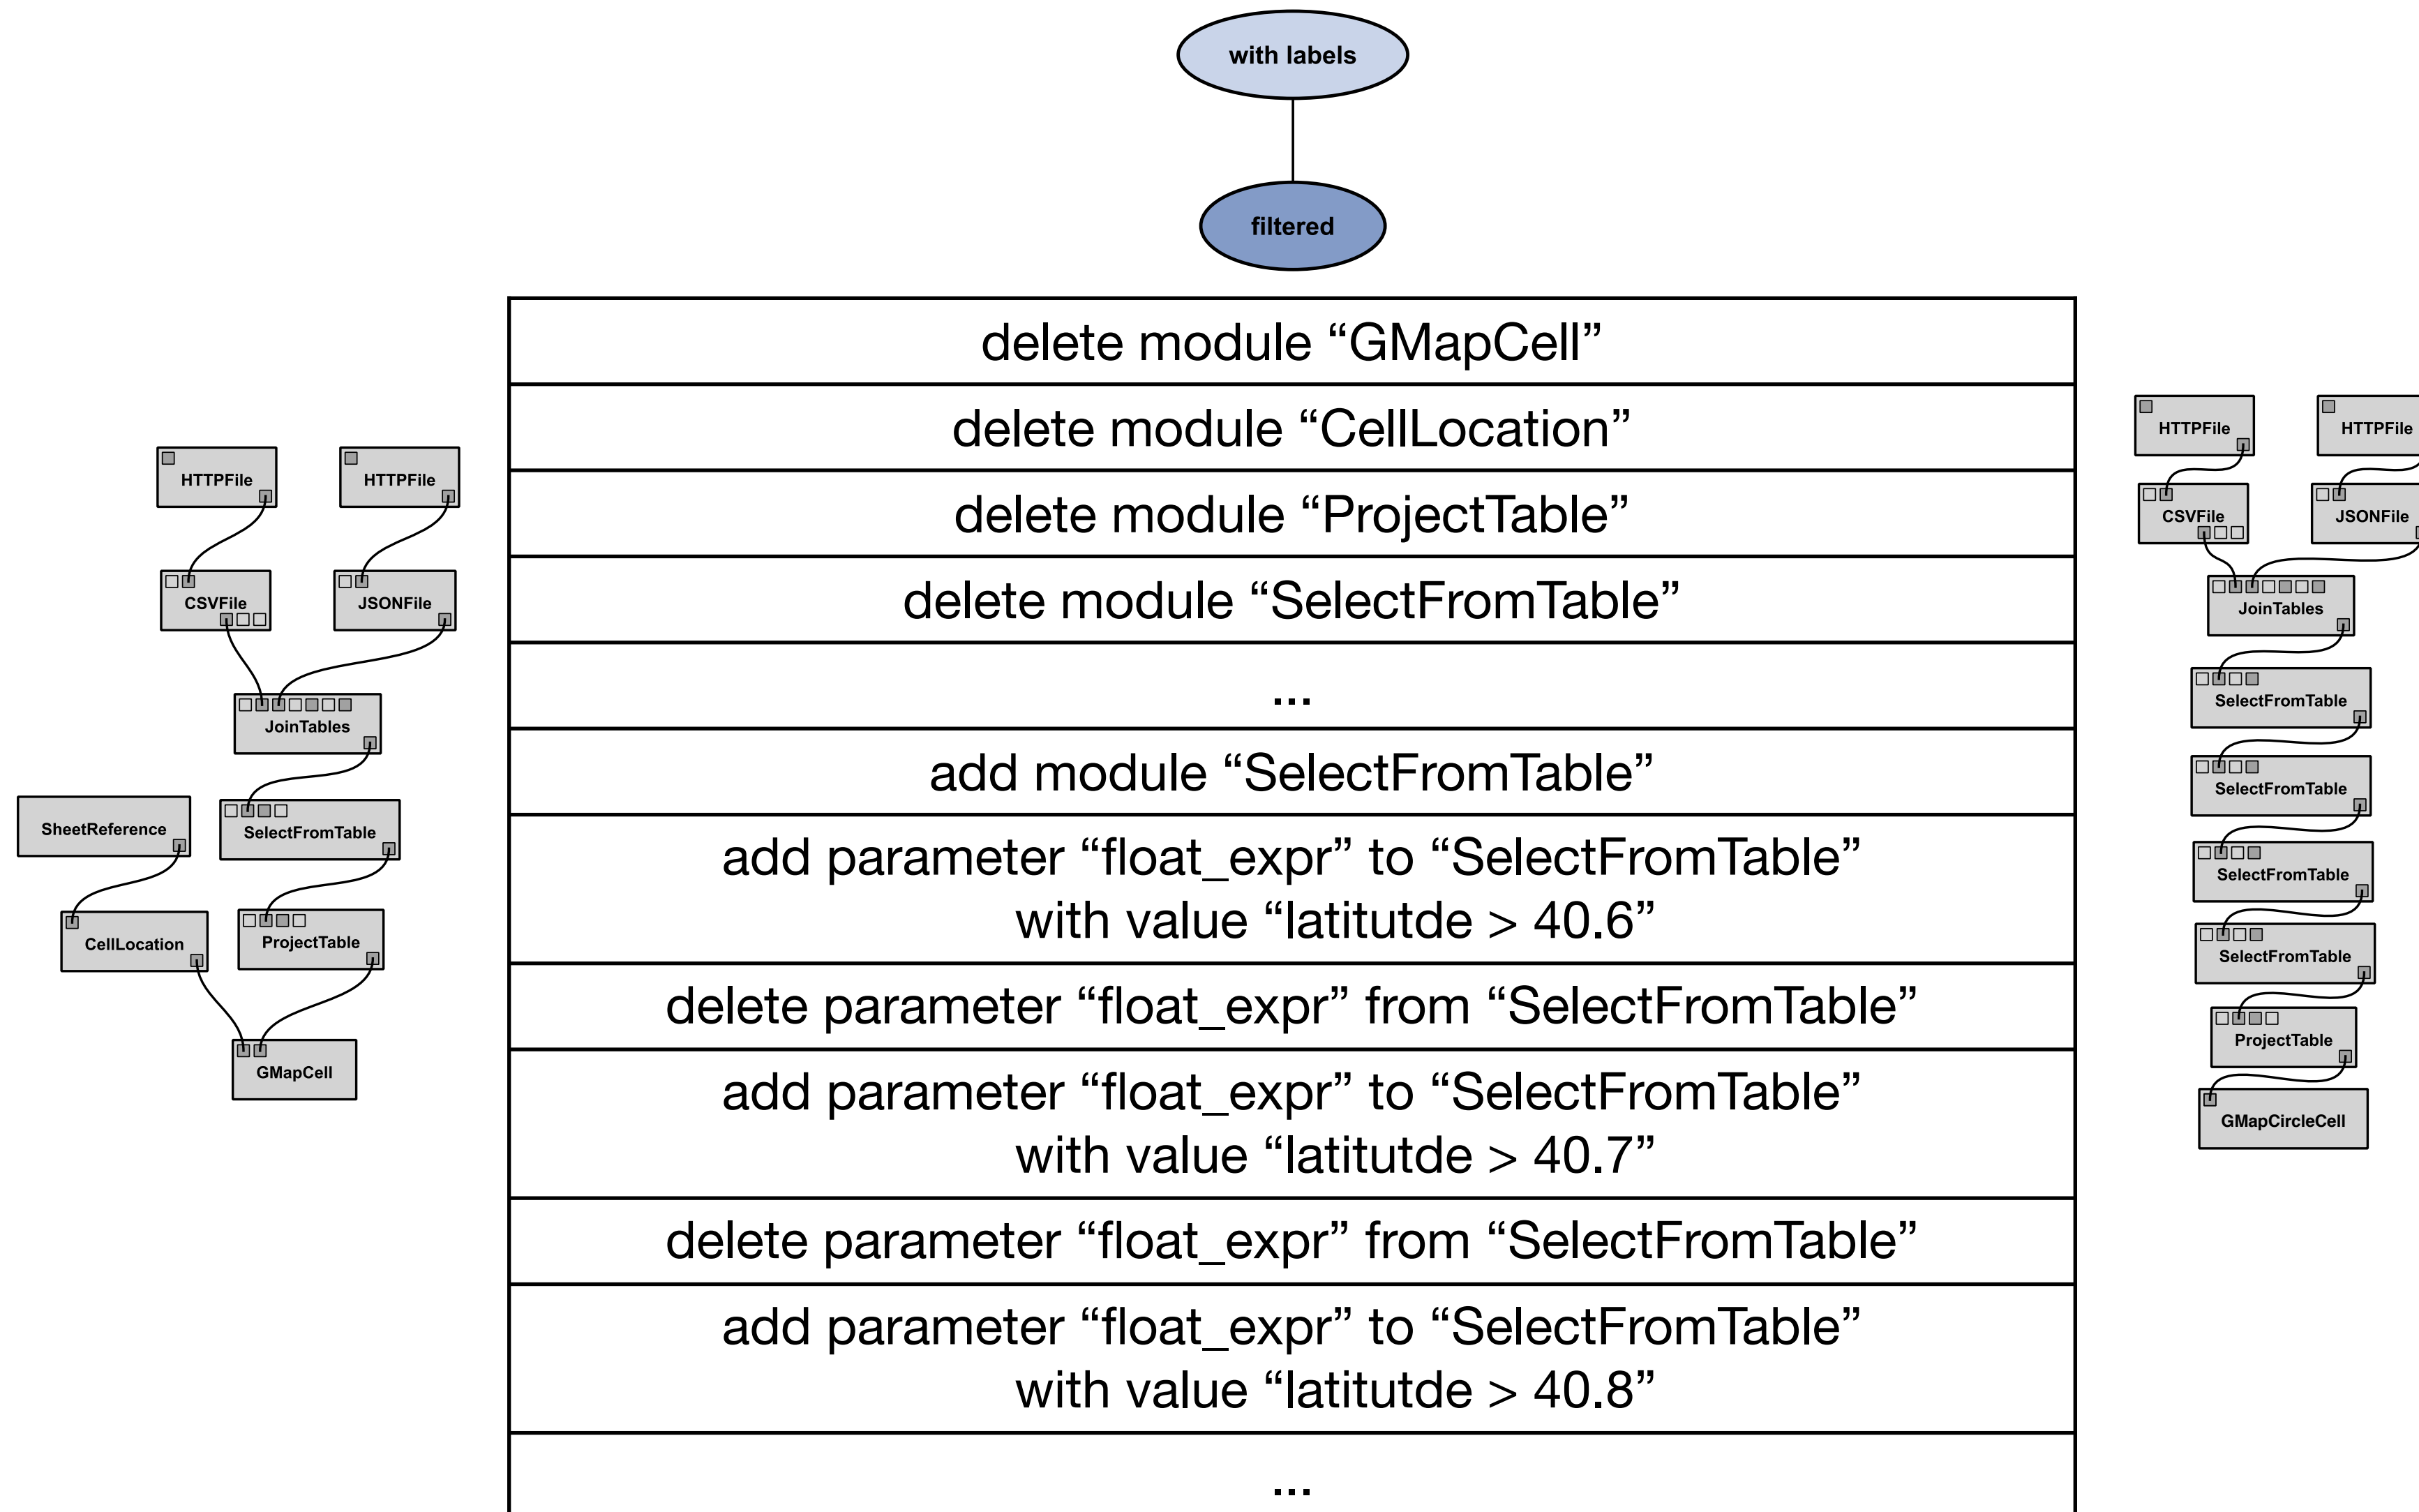 with labels
filtered
HTTPFile
HTTPFile
CSVFile
JSONFile
JoinTables
SheetReference
SelectFromTable
CellLocation
ProjectTable
GMapCell
delete module “GMapCell”
delete module “CellLocation”
delete module “ProjectTable”
delete module “SelectFromTable”
...
add module “SelectFromTable”
add parameter “float_expr” to “SelectFromTable”
with value “latitutde > 40.6”
delete parameter “float_expr” from “SelectFromTable”
add parameter “float_expr” to “SelectFromTable”
with value “latitutde > 40.7”
delete parameter “float_expr” from “SelectFromTable”
add parameter “float_expr” to “SelectFromTable”
with value “latitutde > 40.8”
...
HTTPFile
HTTPFile
CSVFile
JSONFile
JoinTables
SelectFromTable
SelectFromTable
SelectFromTable
SelectFromTable
ProjectTable
GMapCircleCell